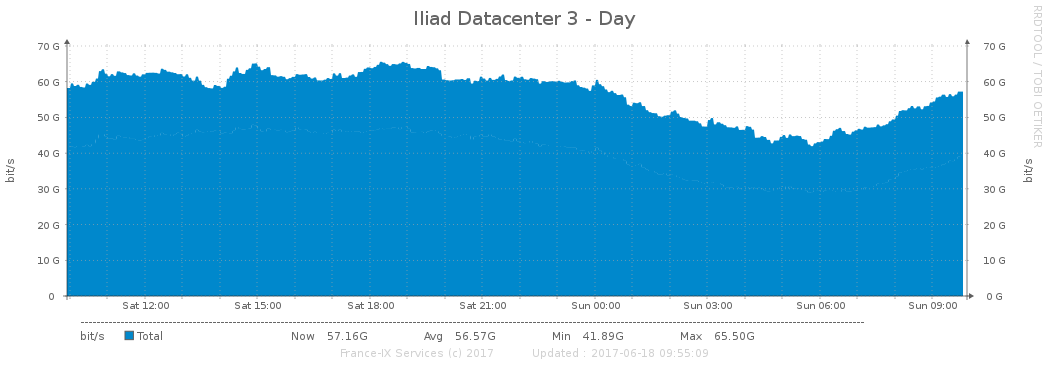 Iliad Datacenter 3 - Day
RRDTOOL / TOBI OETIKER
70 G 70 G
60 G 60 G
50 G 50 G
40 G 40 G
30 G 30 G
20 G 20 G
10 G 10 G
0 0 G
bit/s bit/s
Sat 12:00 Sat 15:00 Sat 18:00 Sat 21:00 Sun 00:00 Sun 03:00 Sun 06:00 Sun 09:00
bit/s Total Now 57.16G Avg 56.57G Min 41.89G Max 65.50G
France-IX Services (c) 2017 Updated : 2017-06-18 09:55:09